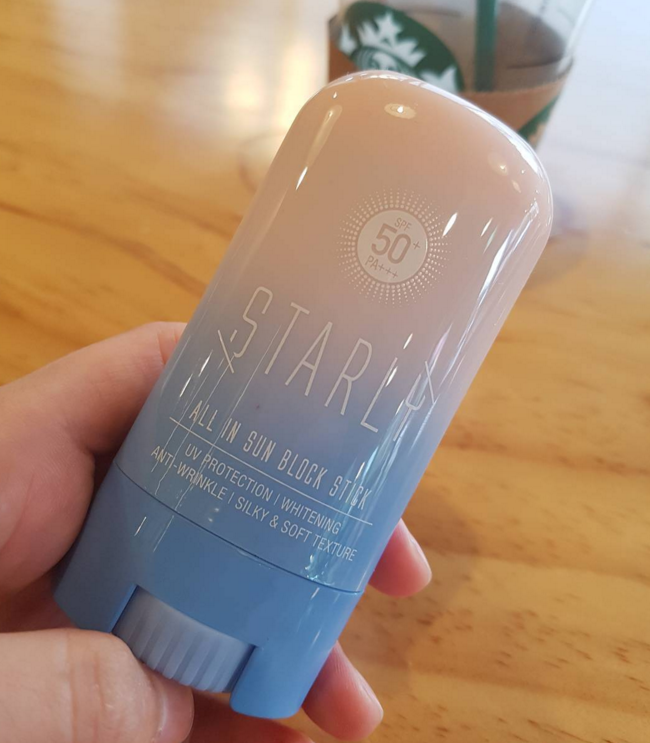 SPF
50+
PA+++
STARLY
ALL IN SUN BLOCK STICK
UV PROTECTION | WHITENING
ANTI-WRINKLE | SILKY & SOFT TEXTURE